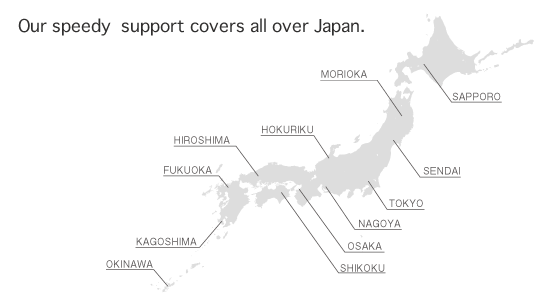 Our speedy support covers all over Japan.
MORIOKA
SAPPORO
HOKURIKU
HIROSHIMA
FUKUOKA
SENDAI
TOKYO
NAGOYA
KAGOSHIMA
OSAKA
OKINAWA
SHIKOKU